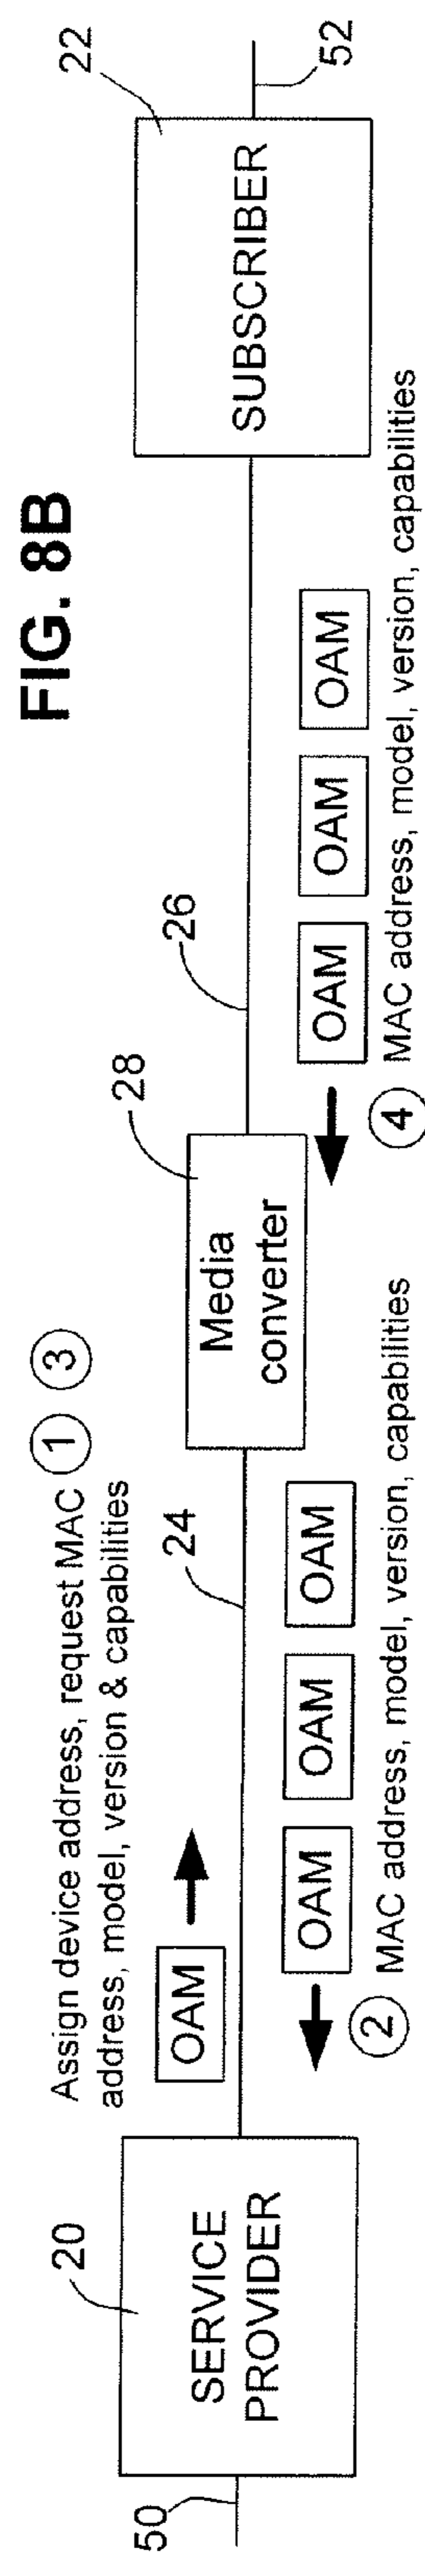 FIG. 8B
Assign device address, request MAC
address, model, version & capabilities
1 3
50
20
SERVICE
PROVIDER
OAM
24
28
Media
converter
26
22
SUBSCRIBER
52
OAM OAM OAM
2 MAC address, model, version, capabilities
OAM OAM OAM
4 MAC address, model, version, capabilities